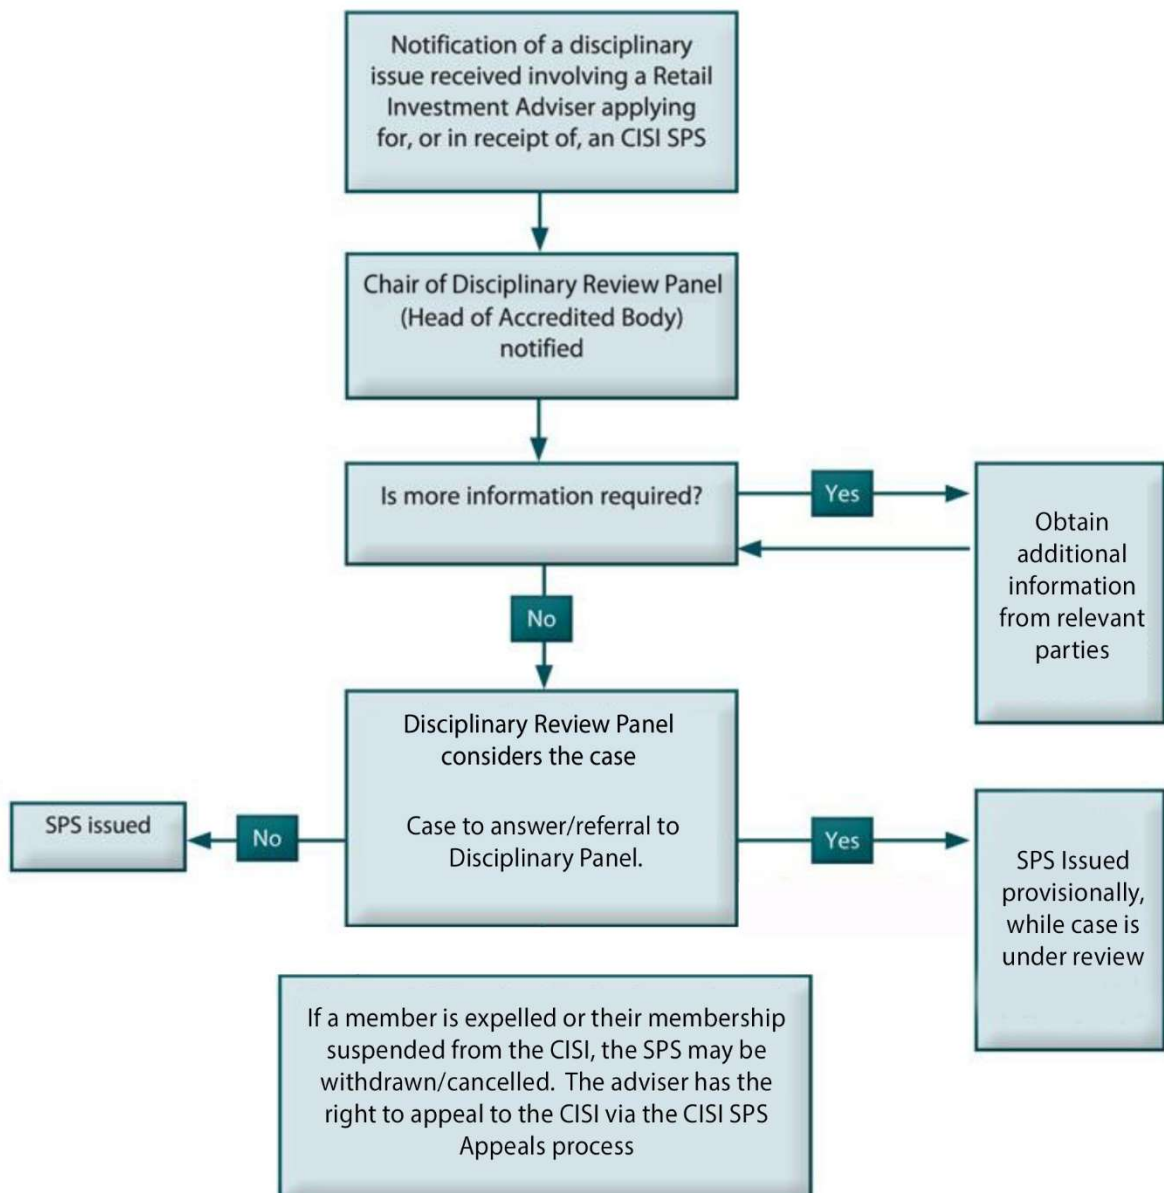 Notification of a disciplinary
issue received involving a Retail
Investment Adviser applying
for, or in receipt of, an CISI SPS
Chair of Disciplinary Review Panel
(Head of Accredited Body)
notified
Is more information required?
Yes
Obtain
additional
information
from relevant
parties
No
Disciplinary Review Panel
considers the case
Case to answer/referral to
Disciplinary Panel.
No
SPS issued
Yes
SPS Issued
provisionally,
while case is
under review
If a member is expelled or their membership
suspended from the CISI, the SPS may be
withdrawn/cancelled. The adviser has the
right to appeal to the CISI via the CISI SPS
Appeals process